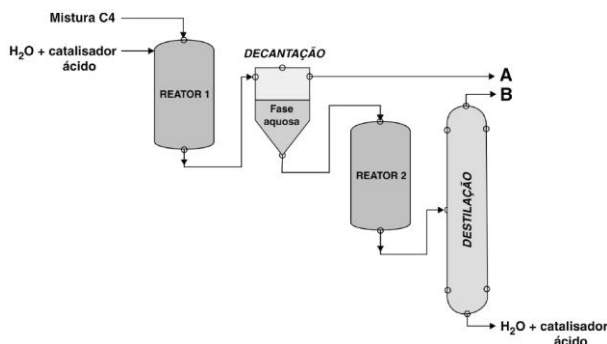 Mistura C4
H₂O + catalisador
ácido
REATOR 1
DECANTAÇÃO
Fase
aquosa
A
B
REATOR 2
DESTILAÇÃO
H₂O + catalisador
ácido